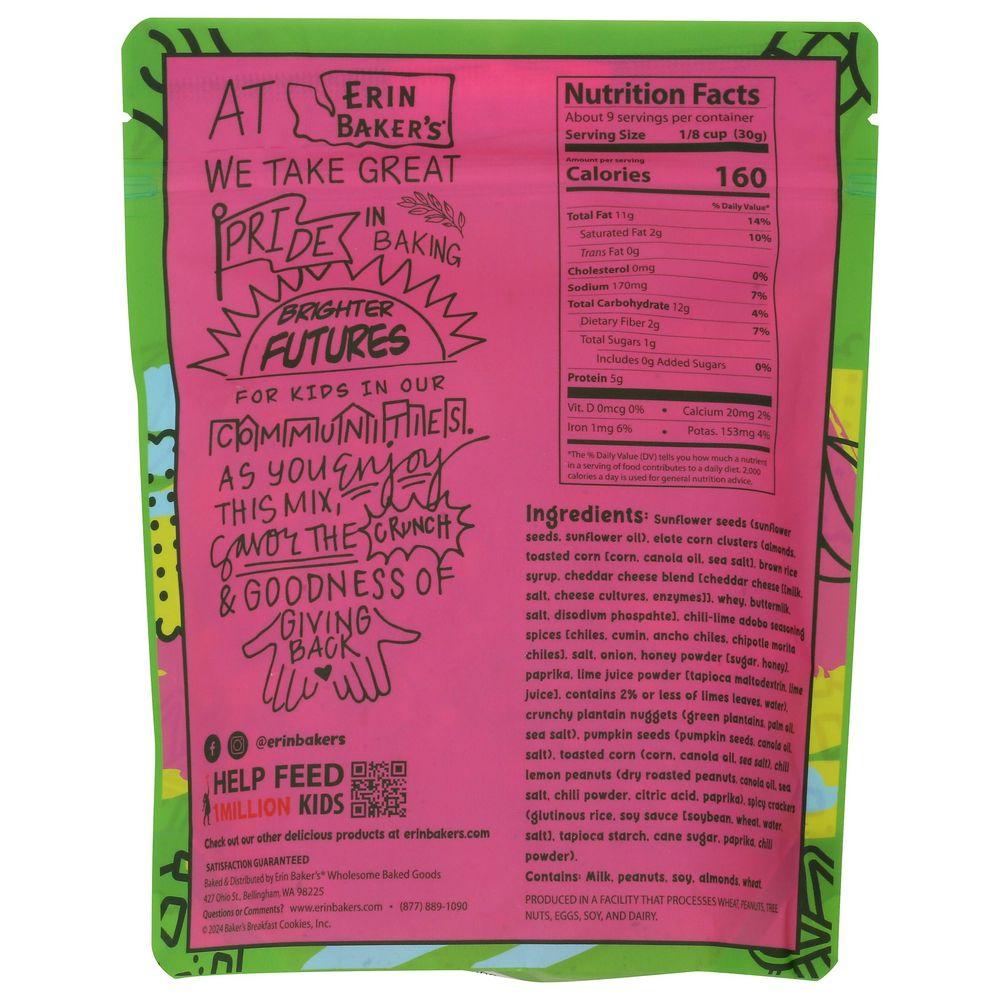 AT ERIN BAKER'S®
WE TAKE GREAT
PRIDE IN BAKING
BRIGHTER
FUTURES
FOR KIDS IN OUR
COMMUNITIES.
AS YOU Enjoy
THIS MIX,
Savor THE CRUNCH
& GOODNESS OF
GIVING
BACK
@erinbakers
HELP FEED
1MILLION KIDS
Check out our other delicious products at erinbakers.com
SATISFACTION GUARANTEED
Baked & Distributed by Erin Baker's® Wholesome Baked Goods
427 Ohio St., Bellingham, WA 98225
Questions or Comments? www.erinbakers.com • (877) 889-1090
© 2024 Baker's Breakfast Cookies, Inc.
Nutrition Facts
About 9 servings per container
Serving Size 1/8 cup (30g)
Amount per serving
Calories 160
% Daily Value*
Total Fat 11g 14%
Saturated Fat 2g 10%
Trans Fat 0g
Cholesterol 0mg 0%
Sodium 170mg 7%
Total Carbohydrate 12g 4%
Dietary Fiber 2g 7%
Total Sugars 1g
Includes 0g Added Sugars 0%
Protein 5g
Vit. D 0mcg 0% • Calcium 20mg 2%
Iron 1mg 6% • Potas. 153mg 4%
*The % Daily Value (DV) tells you how much a nutrient
in a serving of food contributes to a daily diet. 2,000
calories a day is used for general nutrition advice.
Ingredients: Sunflower seeds (sunflower
seeds, sunflower oil), elote corn clusters (almonds,
toasted corn [corn, canola oil, sea salt], brown rice
syrup, cheddar cheese blend [cheddar cheese [[milk,
salt, cheese cultures, enzymes]], whey, buttermilk,
salt, disodium phospahte], chili-lime adobo seasoning
spices [chiles, cumin, ancho chiles, chipotle morita
chiles], salt, onion, honey powder [sugar, honey],
paprika, lime juice powder [tapioca maltodextrin, lime
juice], contains 2% or less of limes leaves, water),
crunchy plantain nuggets (green plantains, palm oil,
sea salt), pumpkin seeds (pumpkin seeds, canola oil,
salt), toasted corn (corn, canola oil, sea salt), chili
lemon peanuts (dry roasted peanuts, canola oil, sea
salt, chili powder, citric acid, paprika), spicy crackers
(glutinous rice, soy sauce [soybean, wheat, water,
salt], tapioca starch, cane sugar, paprika, chili
powder).
Contains: Milk, peanuts, soy, almonds, wheat.
PRODUCED IN A FACILITY THAT PROCESSES WHEAT, PEANUTS, TREE
NUTS, EGGS, SOY, AND DAIRY.